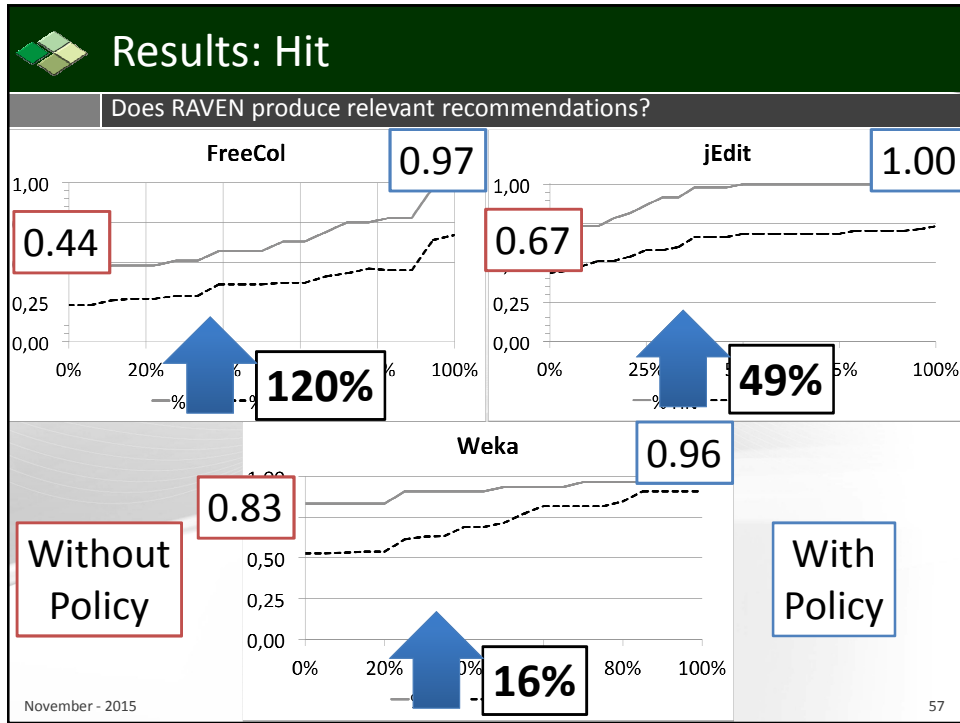 Results: Hit
Does RAVEN produce relevant recommendations?
FreeCol
0.97
1,00
0.44
0,25
0,00
0% 20% 100%
120%
jEdit
1.00
1,00
0.67
0,25
0,00
0% 25% 100%
49%
Weka
0.96
0.83
0,50
0,25
0,00
0% 20% 80% 100%
16%
Without
Policy
With
Policy
November - 2015
57